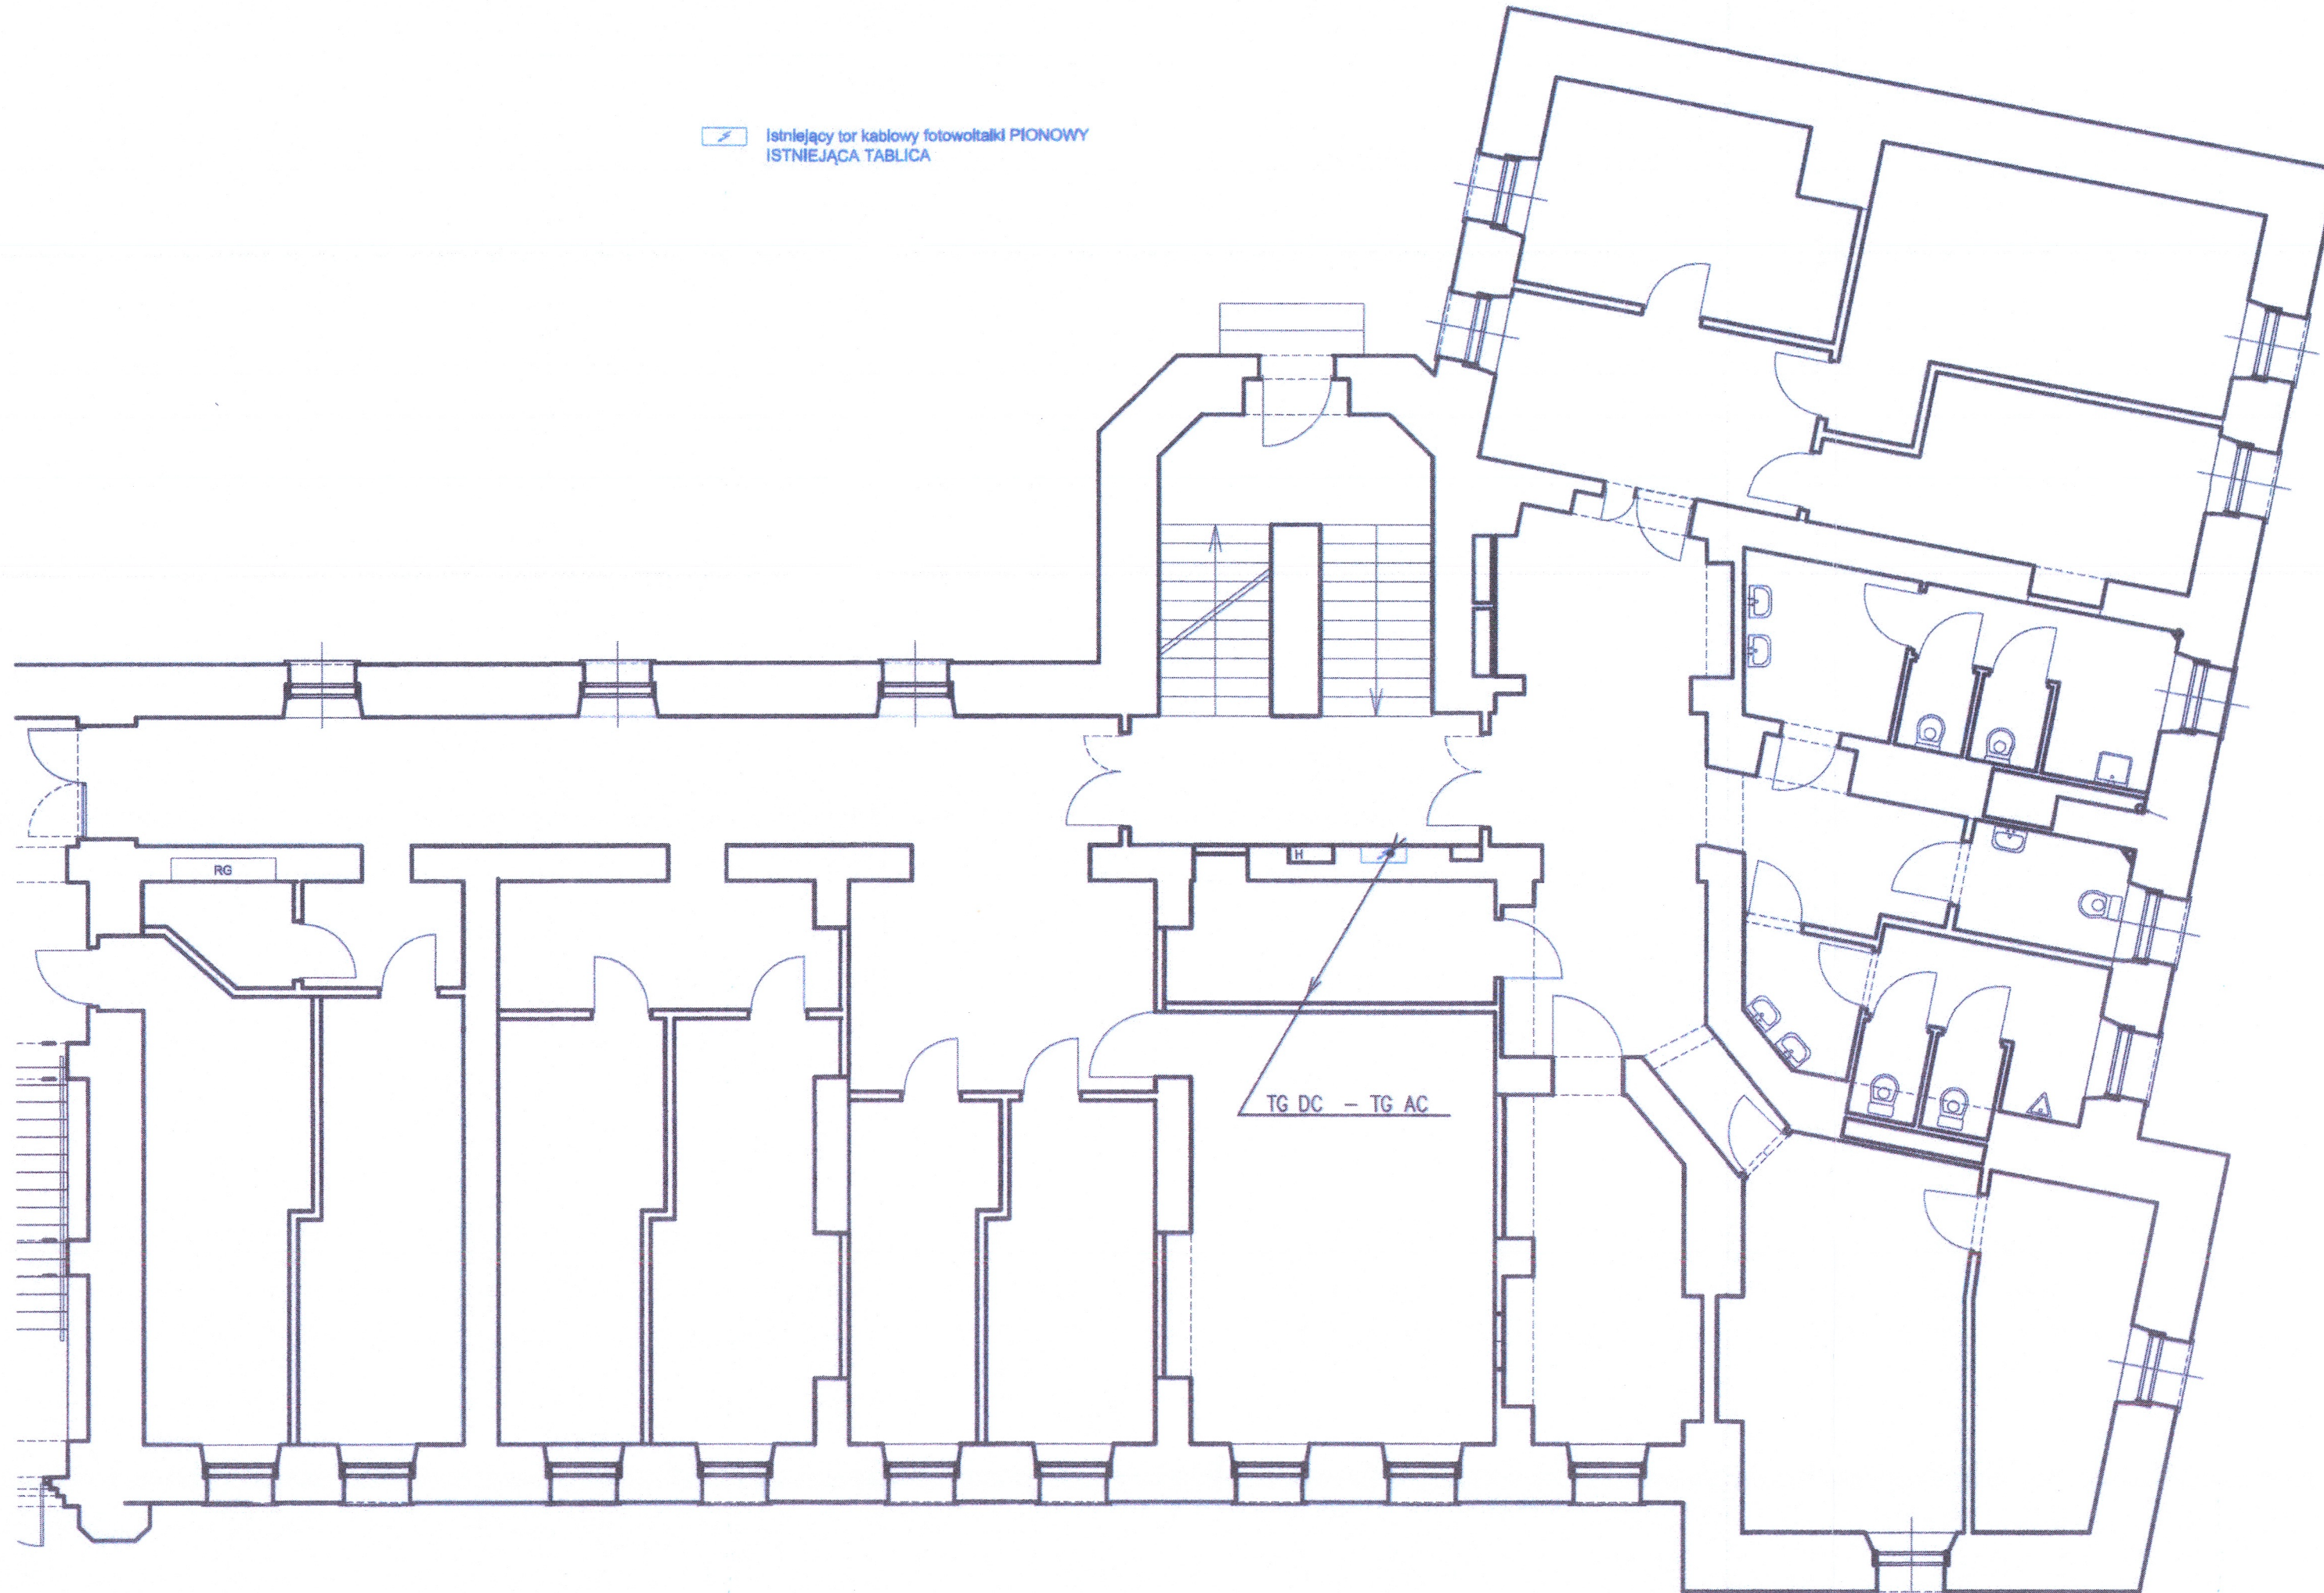 Istniejący tor kablowy fotowoltaiki PIONOWY
ISTNIEJĄCA TABLICA
RG
H
TG DC – TG AC